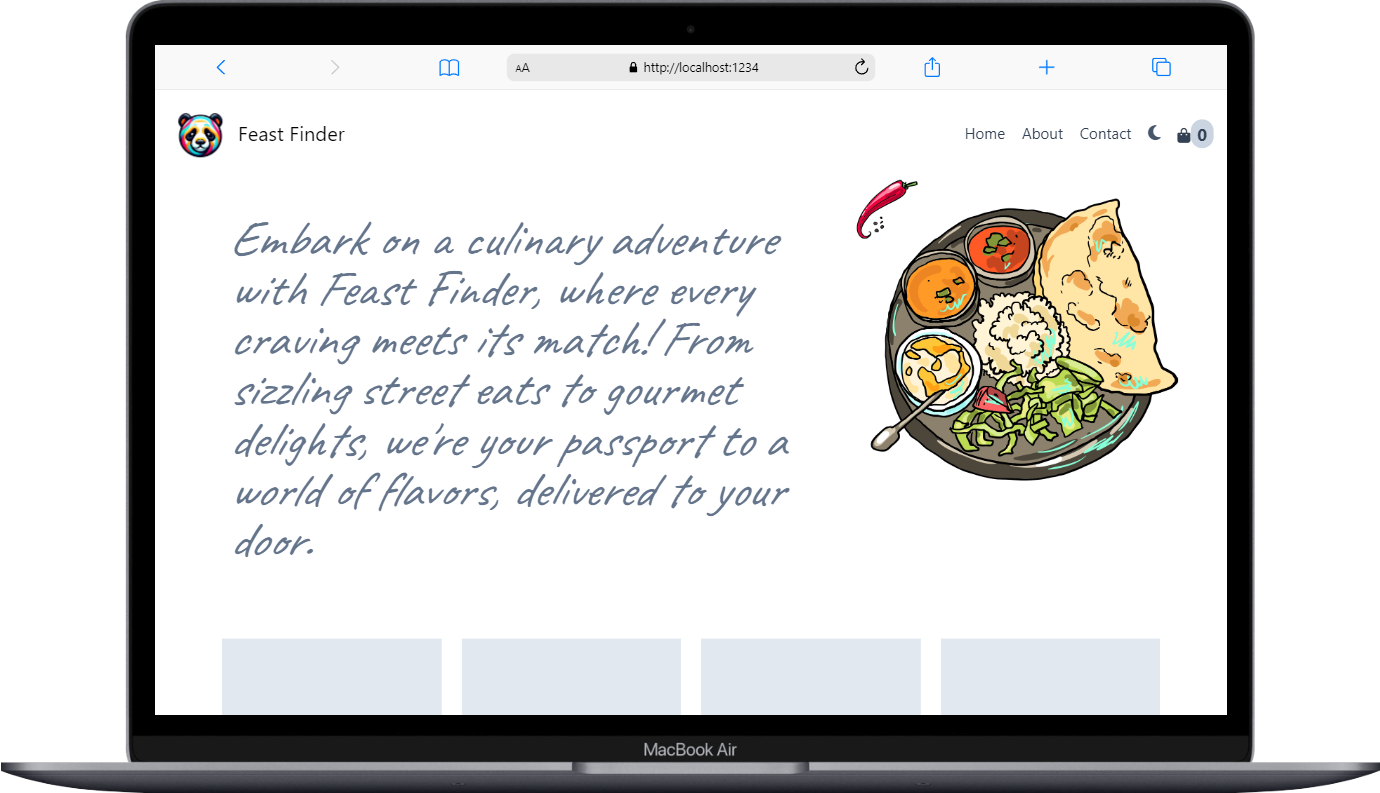 AA
http://localhost:1234
Feast Finder
Home About Contact 0
Embark on a culinary adventure
with Feast Finder, where every
craving meets its match! From
sizzling street eats to gourmet
delights, we're your passport to a
world of flavors, delivered to your
door.
MacBook Air